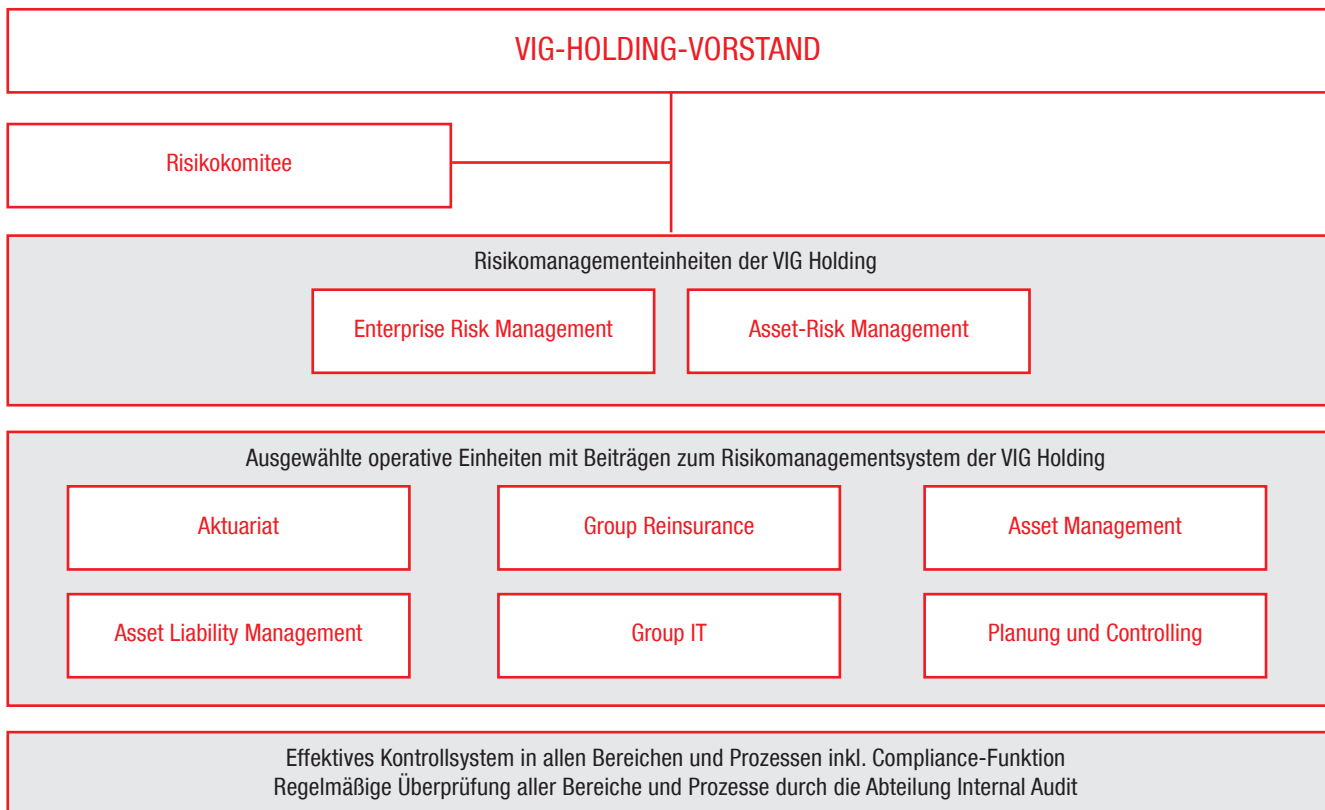 VIG-HOLDING-VORSTAND
Risikokomitee
Risikomanagementeinheiten der VIG Holding
Enterprise Risk Management
Asset-Risk Management
Ausgewählte operative Einheiten mit Beiträgen zum Risikomanagementsystem der VIG Holding
Aktuariat
Group Reinsurance
Asset Management
Asset Liability Management
Group IT
Planung und Controlling
Effektives Kontrollsystem in allen Bereichen und Prozessen inkl. Compliance-Funktion
Regelmäßige Überprüfung aller Bereiche und Prozesse durch die Abteilung Internal Audit